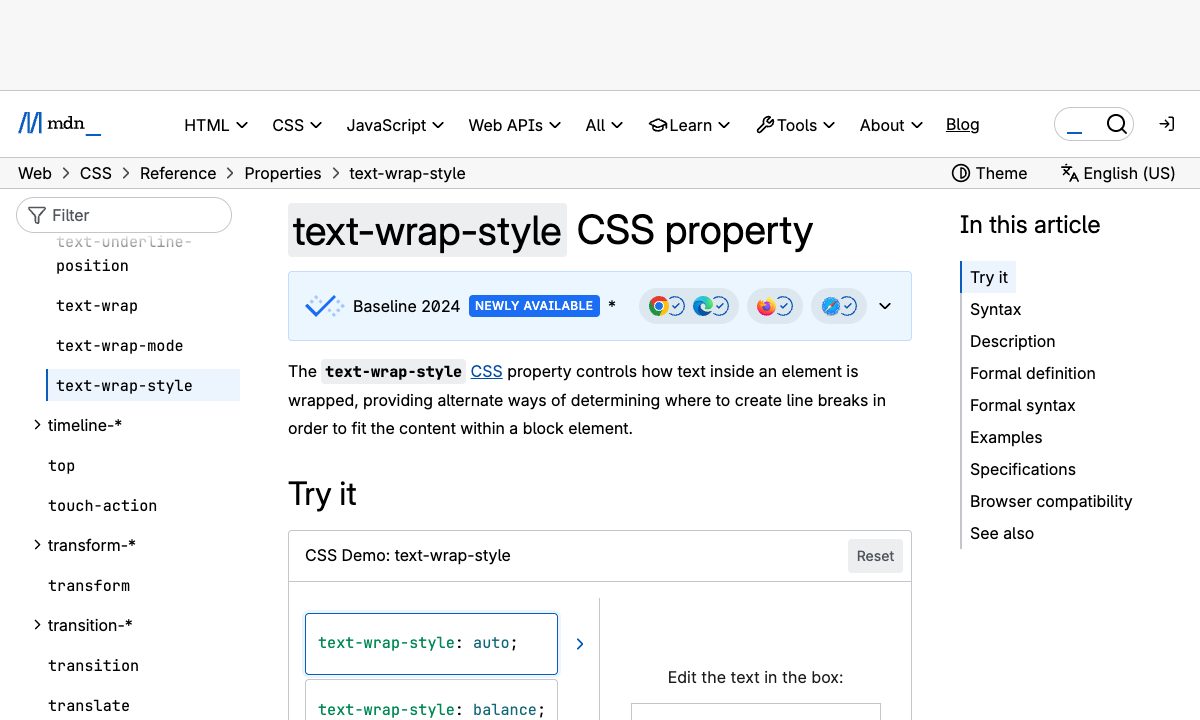 mdn_
HTML
CSS
JavaScript
Web APIs
All
Learn
Tools
About
Blog
Web
CSS
Reference
Properties
text-wrap-style
Theme
English (US)
Filter
text-underline-
position
text-wrap
text-wrap-mode
text-wrap-style
timeline-*
top
touch-action
transform-*
transform
transition-*
transition
translate
text-wrap-style CSS property
Baseline 2024 NEWLY AVAILABLE *
The text-wrap-style CSS property controls how text inside an element is
wrapped, providing alternate ways of determining where to create line breaks in
order to fit the content within a block element.
Try it
CSS Demo: text-wrap-style
Reset
text-wrap-style: auto;
text-wrap-style: balance;
Edit the text in the box:
In this article
Try it
Syntax
Description
Formal definition
Formal syntax
Examples
Specifications
Browser compatibility
See also